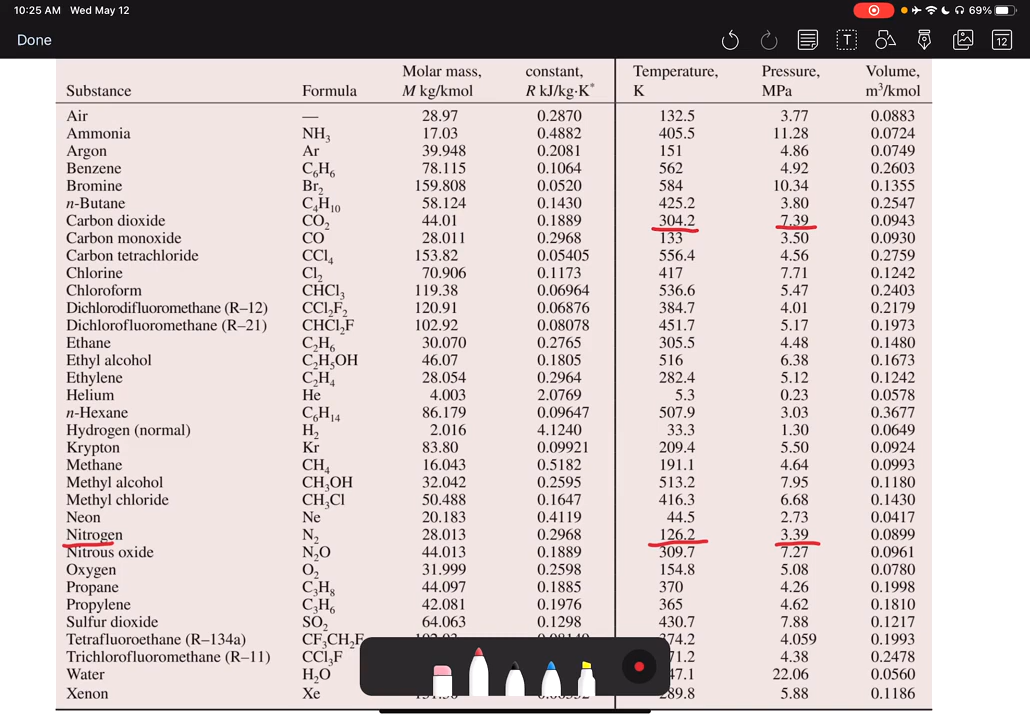 10:25 AM Wed May 12 69%
Done T 12
Molar mass, constant, Temperature, Pressure, Volume,
Substance Formula M kg/kmol R kJ/kg·K* K MPa m³/kmol
Air — 28.97 0.2870 132.5 3.77 0.0883
Ammonia NH₃ 17.03 0.4882 405.5 11.28 0.0724
Argon Ar 39.948 0.2081 151 4.86 0.0749
Benzene C₆H₆ 78.115 0.1064 562 4.92 0.2603
Bromine Br₂ 159.808 0.0520 584 10.34 0.1355
n-Butane C₄H₁₀ 58.124 0.1430 425.2 3.80 0.2547
Carbon dioxide CO₂ 44.01 0.1889 304.2 7.39 0.0943
Carbon monoxide CO 28.011 0.2968 133 3.50 0.0930
Carbon tetrachloride CCl₄ 153.82 0.05405 556.4 4.56 0.2759
Chlorine Cl₂ 70.906 0.1173 417 7.71 0.1242
Chloroform CHCl₃ 119.38 0.06964 536.6 5.47 0.2403
Dichlorodifluoromethane (R–12) CCl₂F₂ 120.91 0.06876 384.7 4.01 0.2179
Dichlorofluoromethane (R–21) CHCl₂F 102.92 0.08078 451.7 5.17 0.1973
Ethane C₂H₆ 30.070 0.2765 305.5 4.48 0.1480
Ethyl alcohol C₂H₅OH 46.07 0.1805 516 6.38 0.1673
Ethylene C₂H₄ 28.054 0.2964 282.4 5.12 0.1242
Helium He 4.003 2.0769 5.3 0.23 0.0578
n-Hexane C₆H₁₄ 86.179 0.09647 507.9 3.03 0.3677
Hydrogen (normal) H₂ 2.016 4.1240 33.3 1.30 0.0649
Krypton Kr 83.80 0.09921 209.4 5.50 0.0924
Methane CH₄ 16.043 0.5182 191.1 4.64 0.0993
Methyl alcohol CH₃OH 32.042 0.2595 513.2 7.95 0.1180
Methyl chloride CH₃Cl 50.488 0.1647 416.3 6.68 0.1430
Neon Ne 20.183 0.4119 44.5 2.73 0.0417
Nitrogen N₂ 28.013 0.2968 126.2 3.39 0.0899
Nitrous oxide N₂O 44.013 0.1889 309.7 7.27 0.0961
Oxygen O₂ 31.999 0.2598 154.8 5.08 0.0780
Propane C₃H₈ 44.097 0.1885 370 4.26 0.1998
Propylene C₃H₆ 42.081 0.1976 365 4.62 0.1810
Sulfur dioxide SO₂ 64.063 0.1298 430.7 7.88 0.1217
Tetrafluoroethane (R–134a) CF₃CH₂F 4.059 0.1993
Trichlorofluoromethane (R–11) CCl₃F 4.38 0.2478
Water H₂O 22.06 0.0560
Xenon Xe 5.88 0.1186